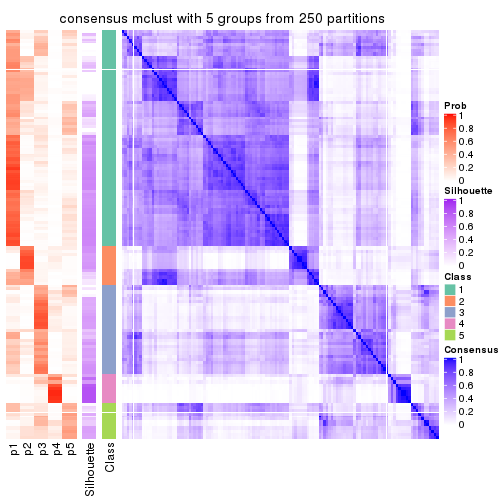 consensus mclust with 5 groups from 250 partitions
Prob
1
0.8
0.6
0.4
0.2
0
Silhouette
1
0.8
0.6
0.4
0.2
0
Class
1
2
3
4
5
Consensus
1
0.8
0.6
0.4
0.2
0
p1
p2
p3
p4
p5
Silhouette
Class